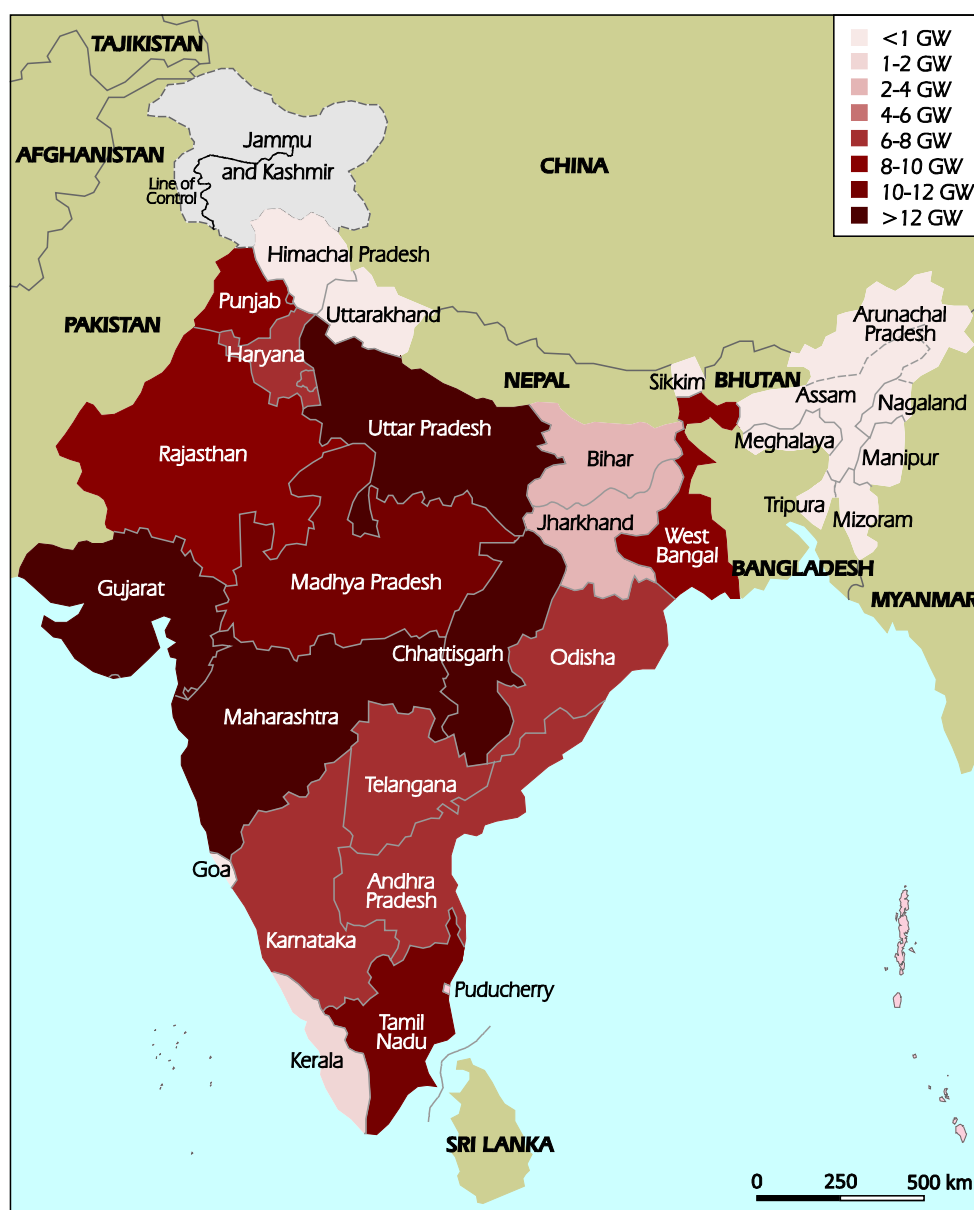 TAJIKISTAN
<1 GW
1-2 GW
2-4 GW
4-6 GW
6-8 GW
8-10 GW
10-12 GW
>12 GW
AFGHANISTAN
Jammu
and Kashmir
CHINA
Line of
Control
Himachal Pradesh
Punjab
Uttarakhand
PAKISTAN
Arunachal
Pradesh
Haryana
NEPAL
Sikkim
BHUTAN
Assam
Nagaland
Uttar Pradesh
Rajasthan
Bihar
Meghalaya
Manipur
Jharkhand
Tripura
Mizoram
West
Bangal
BANGLADESH
Gujarat
Madhya Pradesh
MYANMAR
Chhattisgarh
Odisha
Maharashtra
Telangana
Goa
Andhra
Pradesh
Karnataka
Puducherry
Tamil
Nadu
Kerala
SRI LANKA
0 250 500 km